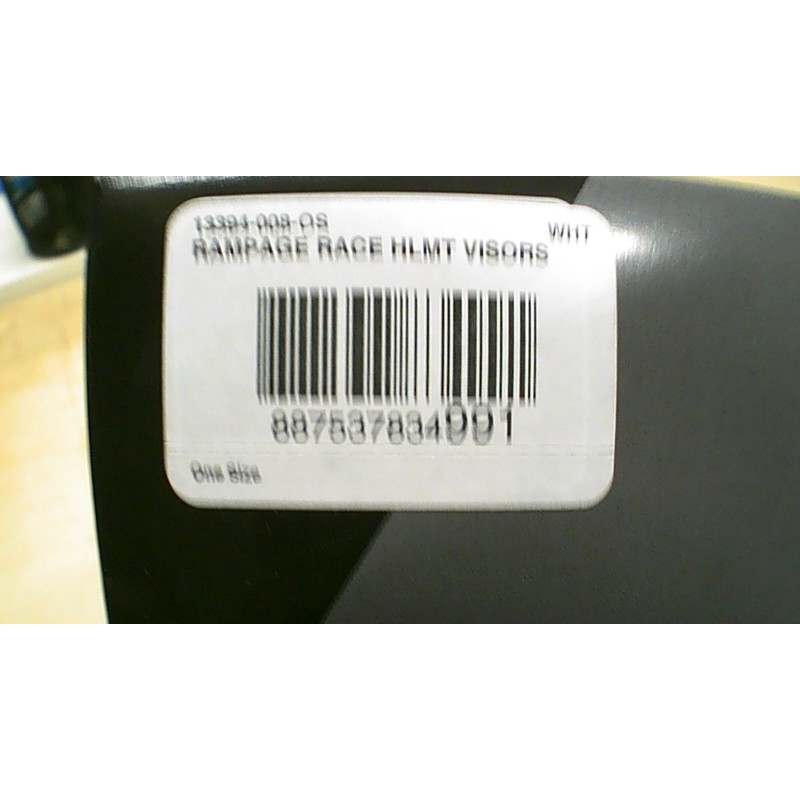 13394-008-OS
WHT
RAMPAGE RACE HLMT VISORS
887537834991
One Size